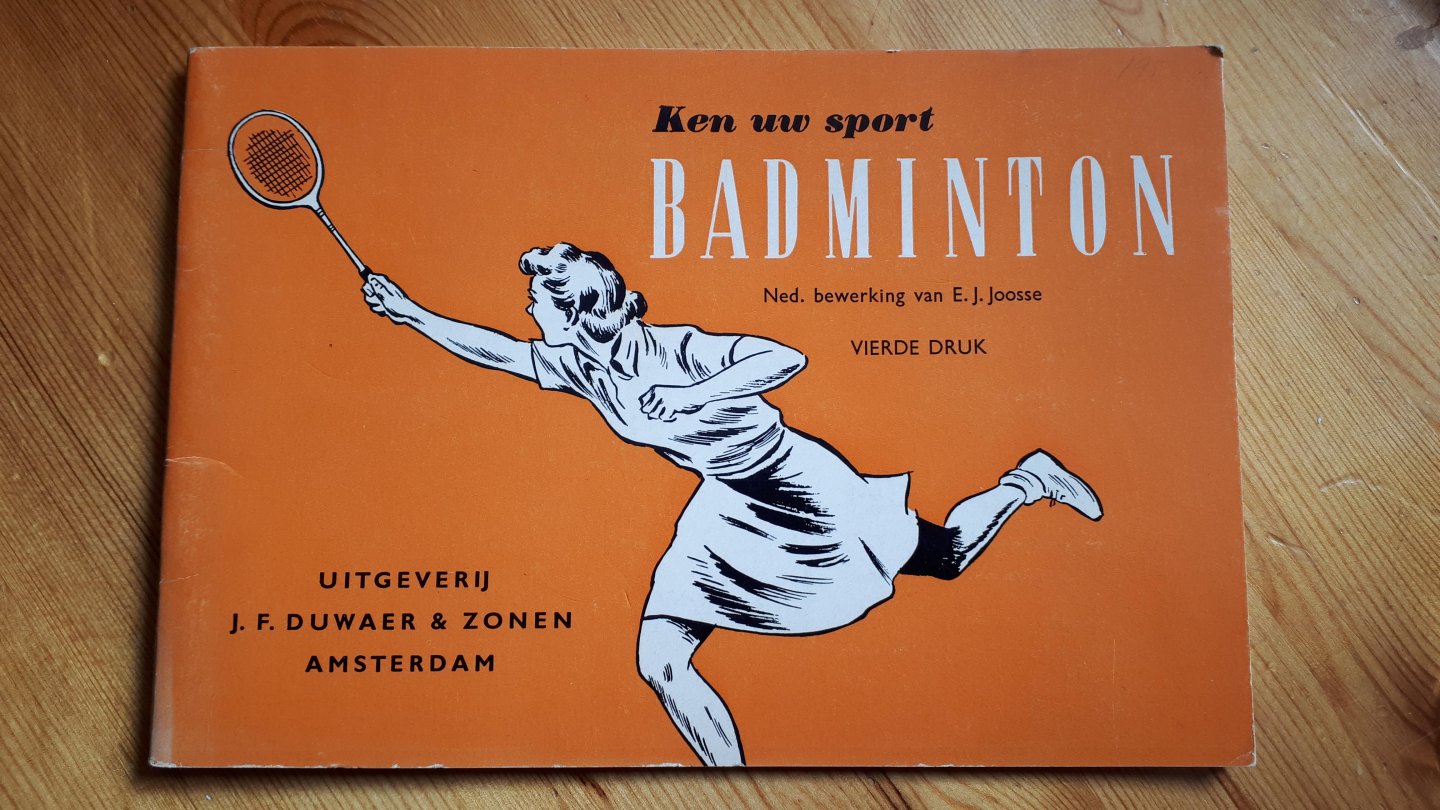 Ken uw sport
BADMINTON
Ned. bewerking van E. J. Joosse
VIERDE DRUK
UITGEVERIJ
J. F. DUWAER & ZONEN
AMSTERDAM